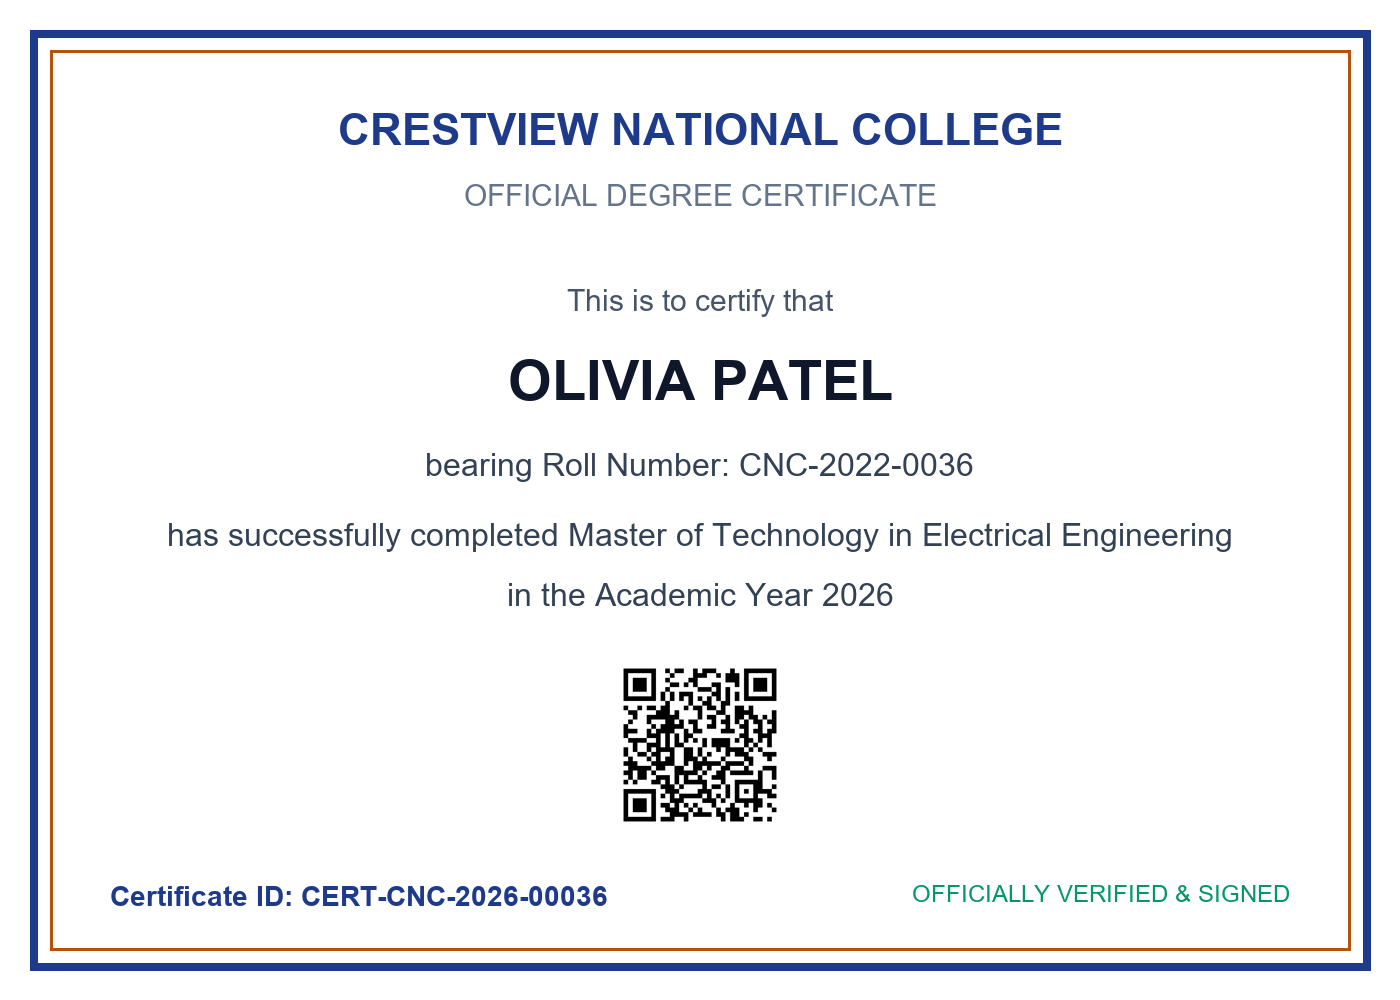 CRESTVIEW NATIONAL COLLEGE
OFFICIAL DEGREE CERTIFICATE
This is to certify that
OLIVIA PATEL
bearing Roll Number: CNC-2022-0036
has successfully completed Master of Technology in Electrical Engineering
in the Academic Year 2026
Certificate ID: CERT-CNC-2026-00036
OFFICIALLY VERIFIED & SIGNED